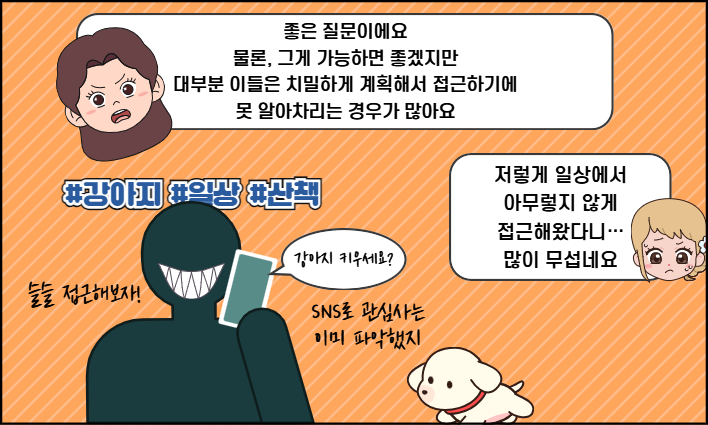 좋은 질문이에요
물론, 그게 가능하면 좋겠지만
대부분 이들은 치밀하게 계획해서 접근하기에
못 알아차리는 경우가 많아요
저렇게 일상에서
아무렇지 않게
접근해왔다니…
많이 무섭네요
#강아지 #일상 #산책
강아지 키우세요?
슬슬 접근해보자!
SNS로 관심사는
이미 파악했지